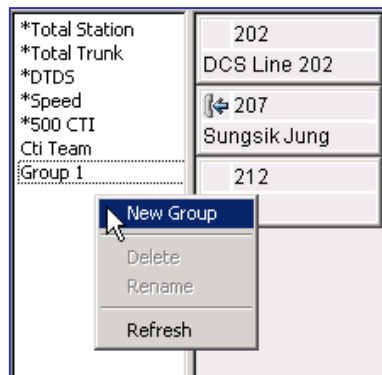 *Total Station
*Total Trunk
*DTDS
*Speed
*500 CTI
Cti Team
Group 1
202
DCS Line 202
207
Sungsik Jung
212
New Group
Delete
Rename
Refresh